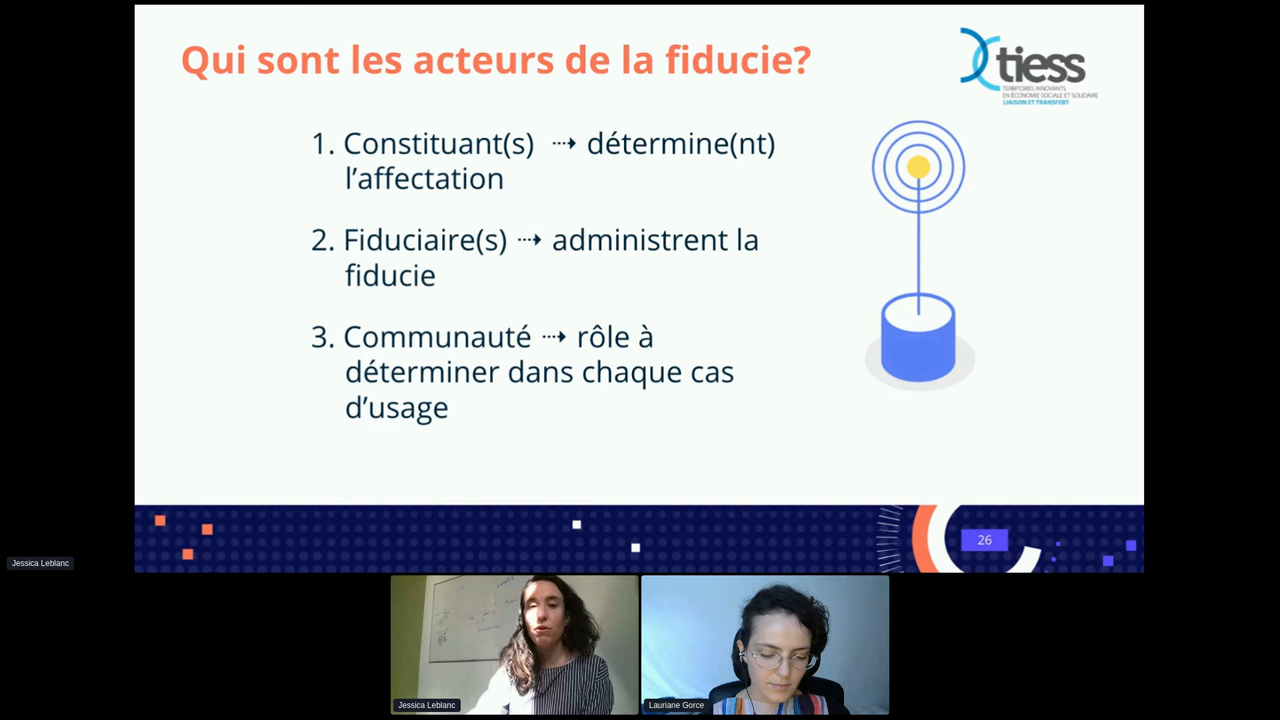 Qui sont les acteurs de la fiducie?
tiess
TERRITOIRES INNOVANTS
EN ÉCONOMIE SOCIALE ET SOLIDAIRE
LIAISON ET TRANSFERT
1. Constituant(s) ⇢ détermine(nt)
l’affectation
2. Fiduciaire(s) ⇢ administrent la
fiducie
3. Communauté ⇢ rôle à
déterminer dans chaque cas
d’usage
26
Jessica Leblanc
Jessica Leblanc
Lauriane Gorce